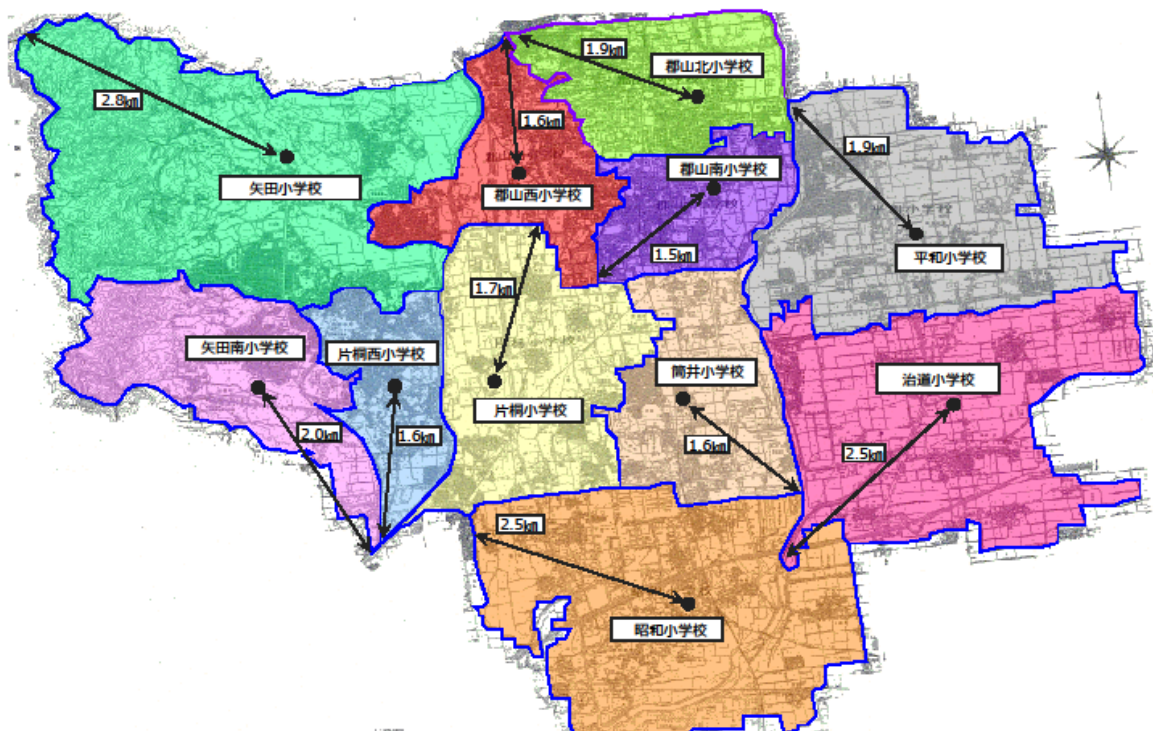 1.9㎞
郡山北小学校
2.8㎞
1.6㎞
1.9㎞
矢田小学校
郡山西小学校
郡山南小学校
1.5㎞
平和小学校
1.7㎞
矢田南小学校
片桐西小学校
筒井小学校
治道小学校
片桐小学校
2.0㎞
1.6㎞
1.6㎞
2.5㎞
2.5㎞
昭和小学校